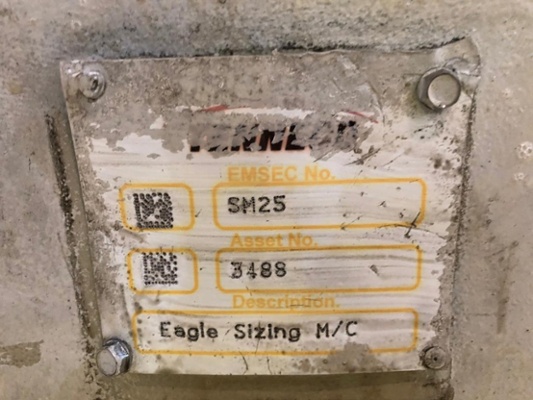 EMSEC No.
SM25
Asset No.
3488
Description.
Eagle Sizing M/C